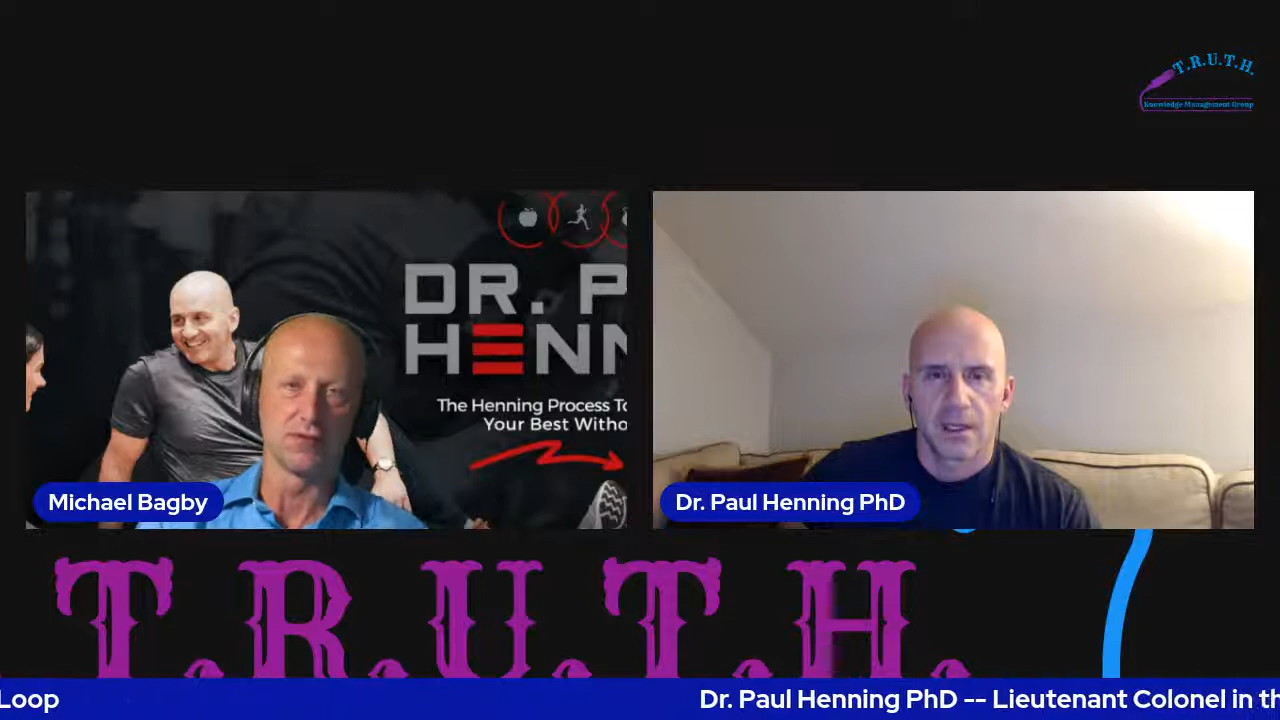 T.R.U.T.H.
Knowledge Management Group
DR. P
HENN
The Henning Process To
Your Best Witho
Michael Bagby
Dr. Paul Henning PhD
T.R.U.T.H.
Loop
Dr. Paul Henning PhD -- Lieutenant Colonel in th